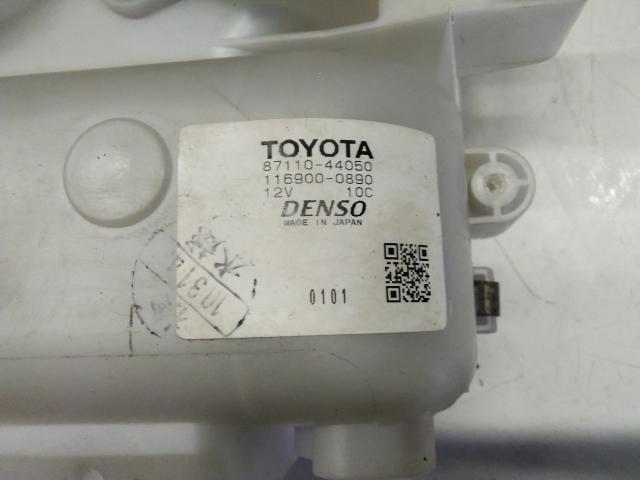 TOYOTA
87110-44050
116900-0890
12V 10C
DENSO
MADE IN JAPAN
0101